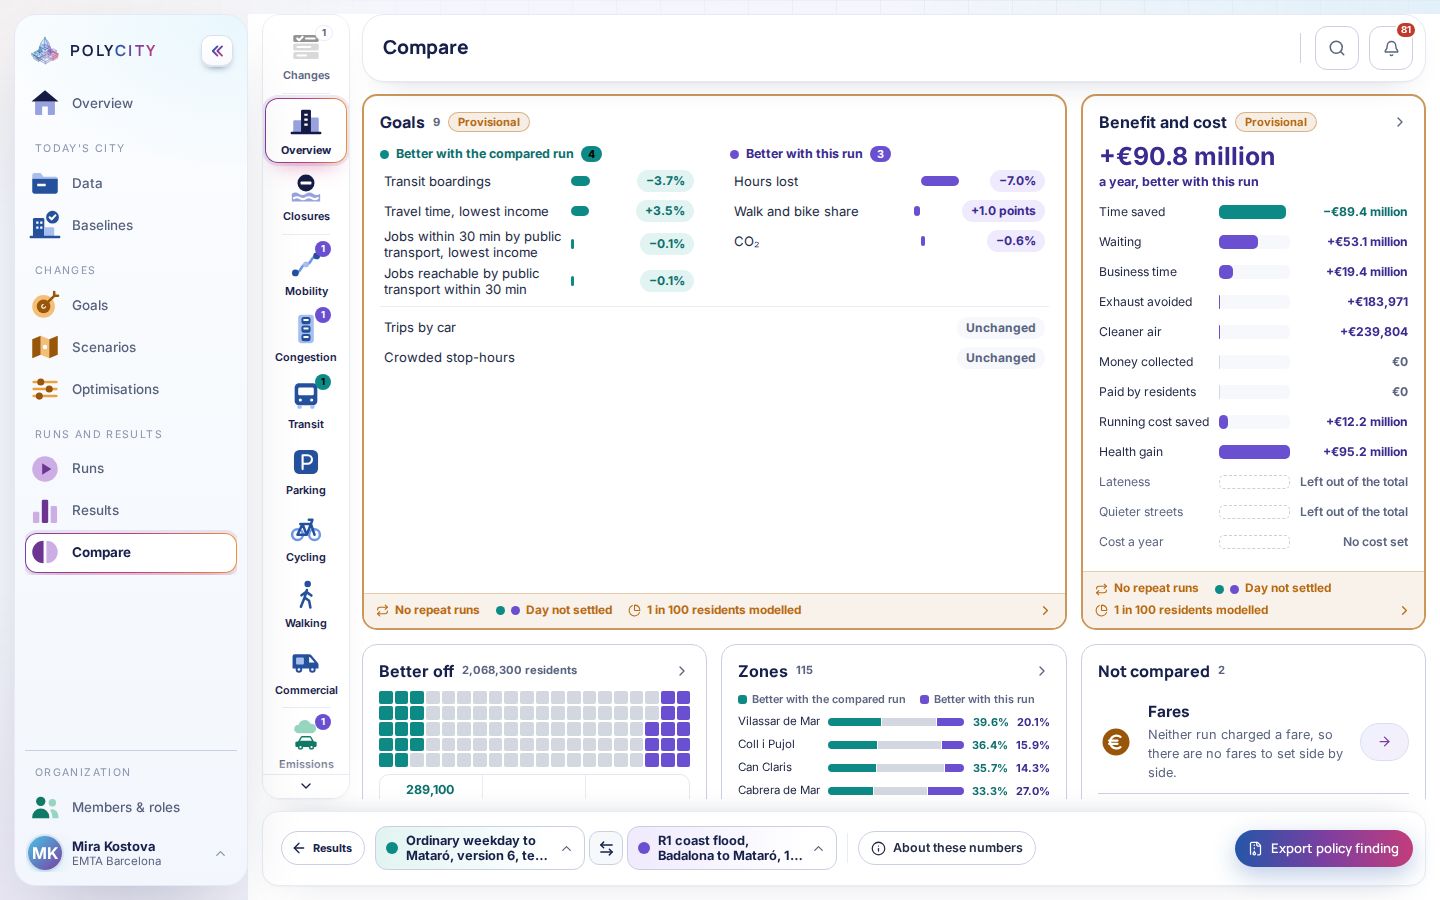 POLYCITY
Overview
TODAY'S CITY
Data
Baselines
CHANGES
Goals
Scenarios
Optimisations
RUNS AND RESULTS
Runs
Results
Compare
ORGANIZATION
Members & roles
MK
Mira Kostova
EMTA Barcelona
1
Changes
Overview
Closures
1
Mobility
1
Congestion
1
Transit
P
Parking
Cycling
Walking
Commercial
1
Emissions
Compare
81
Goals 9 Provisional
Better with the compared run 4
Transit boardings −3.7%
Travel time, lowest income +3.5%
Jobs within 30 min by public
transport, lowest income −0.1%
Jobs reachable by public
transport within 30 min −0.1%
Better with this run 3
Hours lost −7.0%
Walk and bike share +1.0 points
CO₂ −0.6%
Trips by car Unchanged
Crowded stop-hours Unchanged
No repeat runs Day not settled 1 in 100 residents modelled
Benefit and cost Provisional
+€90.8 million
a year, better with this run
Time saved −€89.4 million
Waiting +€53.1 million
Business time +€19.4 million
Exhaust avoided +€183,971
Cleaner air +€239,804
Money collected €0
Paid by residents €0
Running cost saved +€12.2 million
Health gain +€95.2 million
Lateness Left out of the total
Quieter streets Left out of the total
Cost a year No cost set
No repeat runs Day not settled
1 in 100 residents modelled
Better off 2,068,300 residents
289,100
Zones 115
Better with the compared run Better with this run
Vilassar de Mar 39.6% 20.1%
Coll i Pujol 36.4% 15.9%
Can Claris 35.7% 14.3%
Cabrera de Mar 33.3% 27.0%
Not compared 2
€
Fares
Neither run charged a fare, so
there are no fares to set side by
side.
Results
Ordinary weekday to
Mataró, version 6, te...
R1 coast flood,
Badalona to Mataró, 1...
About these numbers
Export policy finding